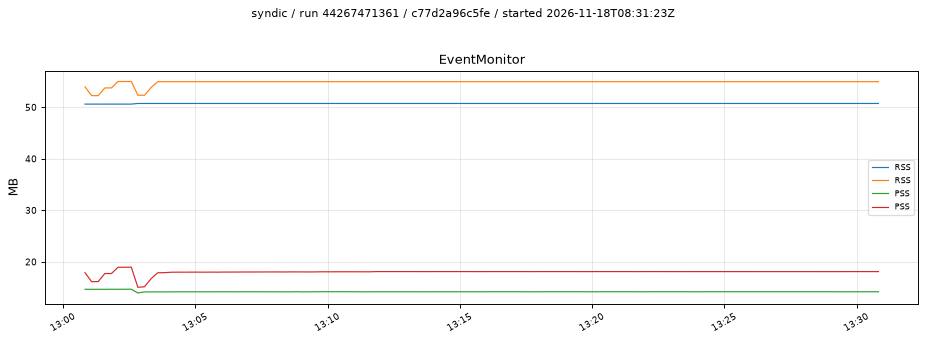 syndic / run 44267471361 / c77d2a96c5fe / started 2026-11-18T08:31:23Z
EventMonitor
50
40
30
20
MB
RSS
RSS
PSS
PSS
13:00
13:05
13:10
13:15
13:20
13:25
13:30